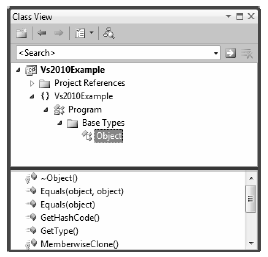 Class View
<Search>
Vs2010Example
Project References
{} Vs2010Example
Program
Base Types
Object
~Object()
Equals(object, object)
Equals(object)
GetHashCode()
GetType()
MemberwiseClone()